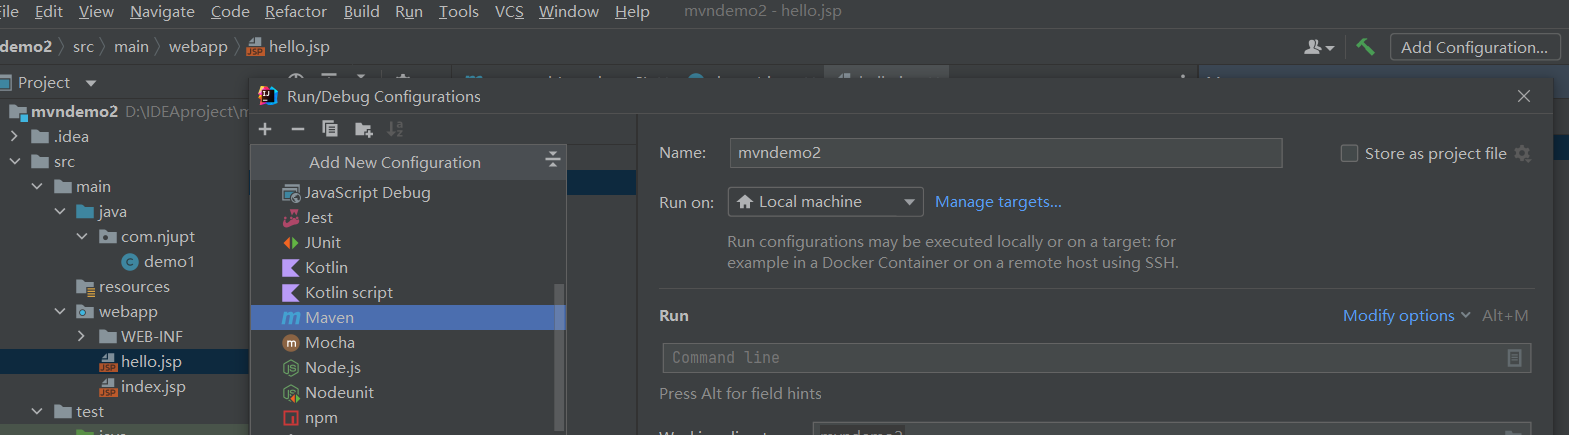 File Edit View Navigate Code Refactor Build Run Tools VCS Window Help mvndemo2 - hello.jsp
demo2 src main webapp hello.jsp Add Configuration...
Project
Run/Debug Configurations
mvndemo2 D:\IDEAproject\m
.idea
src
main
java
com.njupt
demo1
resources
webapp
WEB-INF
hello.jsp
index.jsp
test
Add New Configuration
JavaScript Debug
Jest
JUnit
Kotlin
Kotlin script
Maven
Mocha
Node.js
Nodeunit
npm
Name: mvndemo2 Store as project file
Run on: Local machine Manage targets...
Run configurations may be executed locally or on a target: for
example in a Docker Container or on a remote host using SSH.
Run Modify options Alt+M
Command line
Press Alt for field hints
mvndemo2